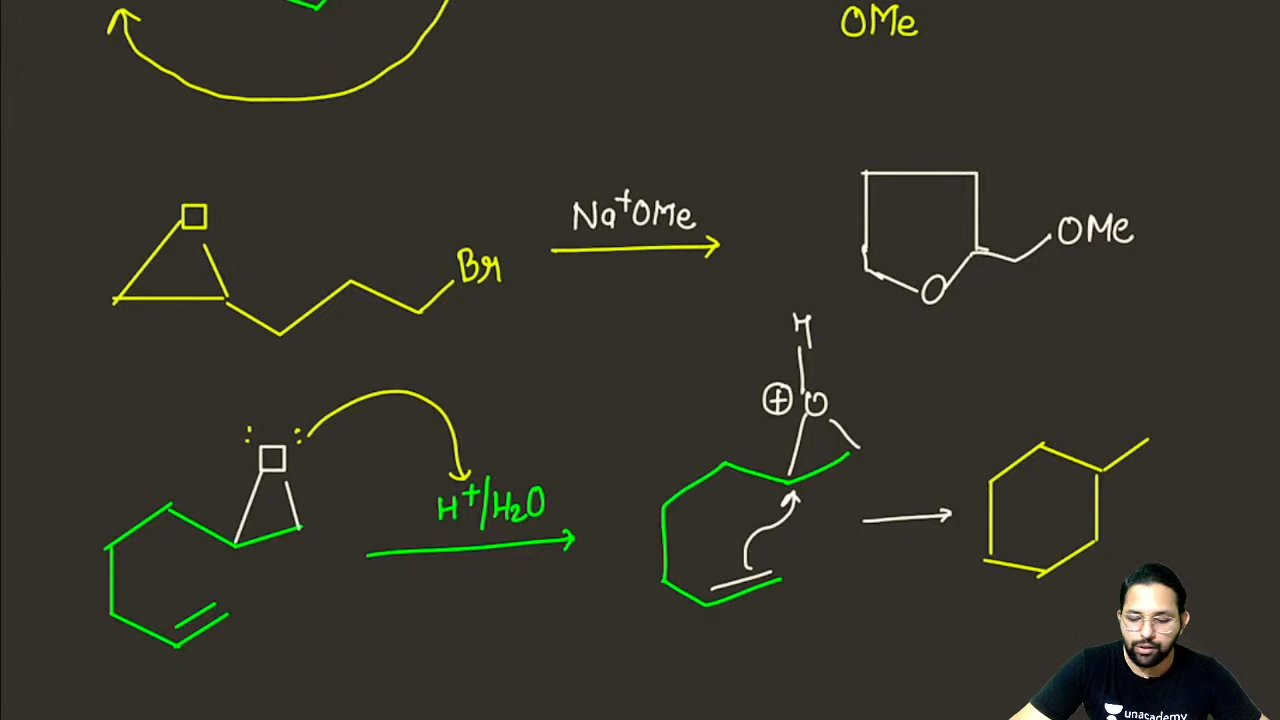 OMe
Br
Na⁺OMe
O
OMe
H
⊕ O
H⁺/H₂O
unacademy